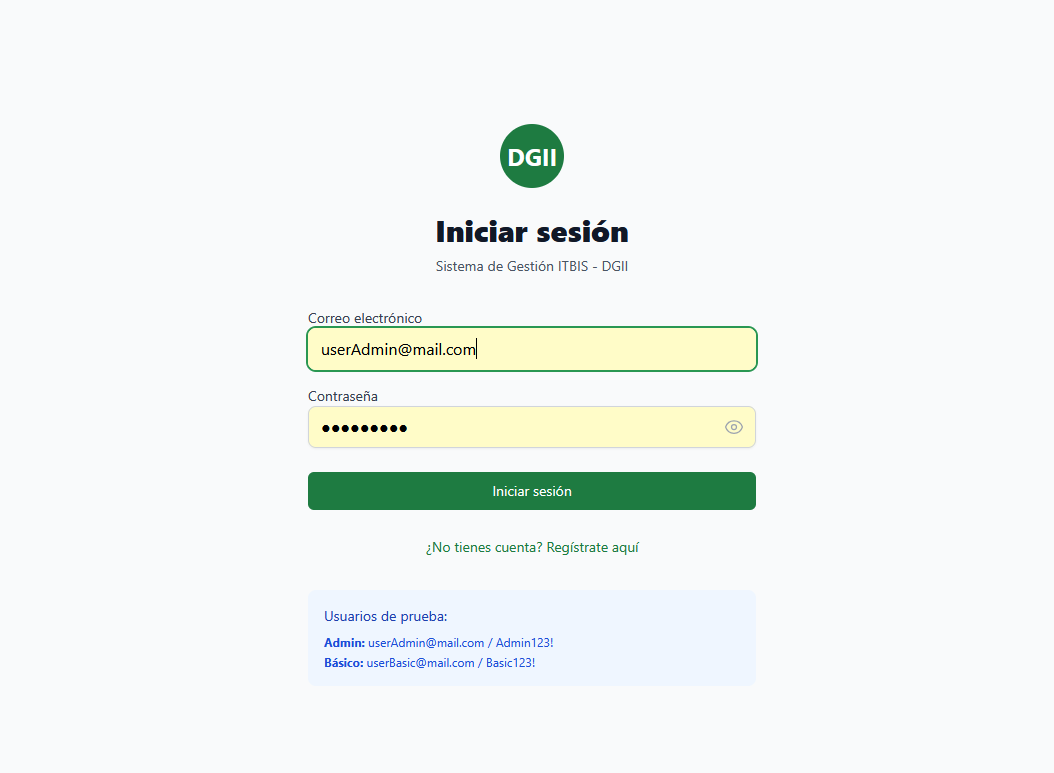 DGII
Iniciar sesión
Sistema de Gestión ITBIS - DGII
Correo electrónico
userAdmin@mail.com
Contraseña
●●●●●●●●●
Iniciar sesión
¿No tienes cuenta? Regístrate aquí
Usuarios de prueba:
Admin: userAdmin@mail.com / Admin123!
Básico: userBasic@mail.com / Basic123!